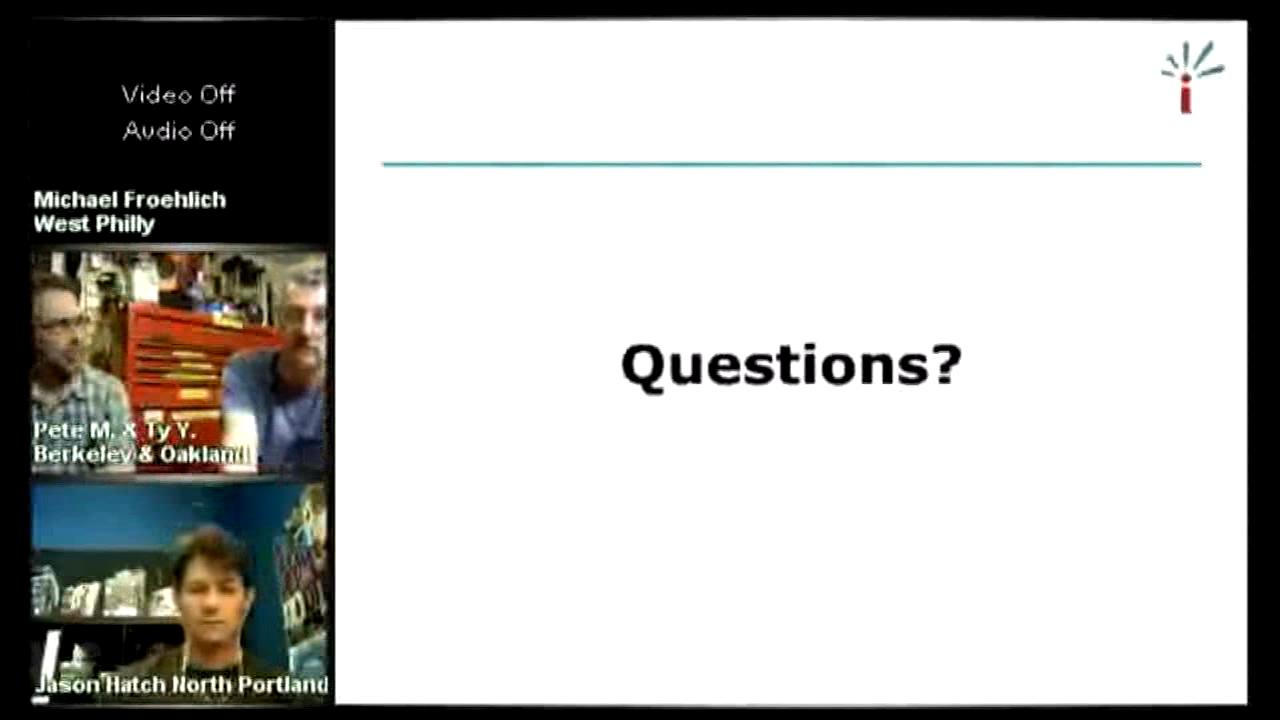 Video Off
Audio Off
Michael Froehlich
West Philly
Pete M. & Ty Y.
Berkeley & Oakland
Jason Hatch North Portland
Questions?